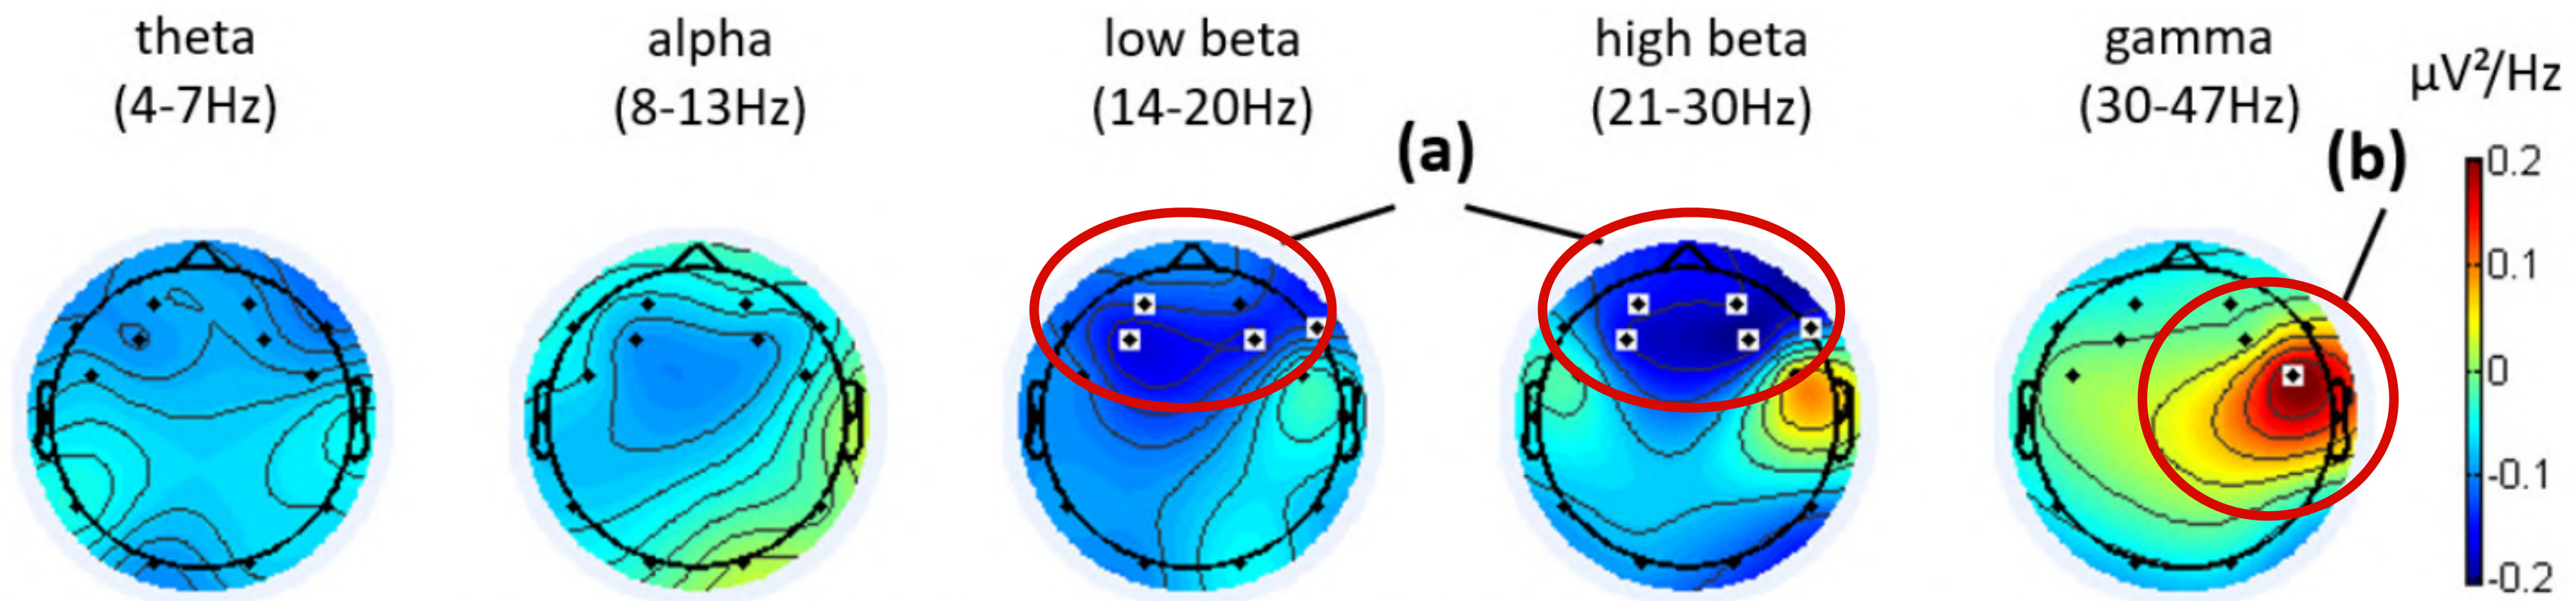 theta
(4-7Hz)
alpha
(8-13Hz)
low beta
(14-20Hz)
high beta
(21-30Hz)
gamma
(30-47Hz)
(a)
(b)
µV²/Hz
0.2
0.1
0
-0.1
-0.2